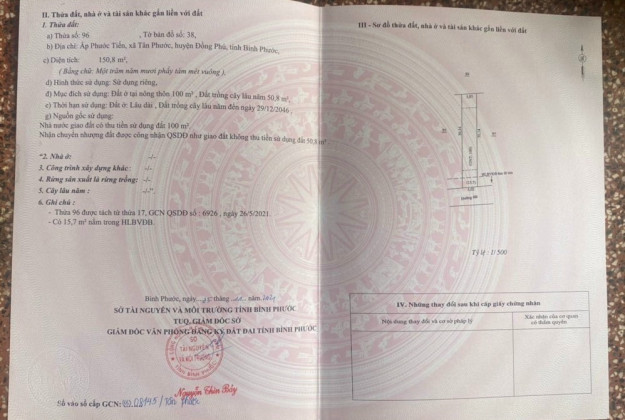 II. Thửa đất, nhà ở và tài sản khác gắn liền với đất
1. Thửa đất:
a) Thửa số: 96 , Tờ bản đồ số: 38,
b) Địa chỉ: Ấp Phước Tiến, xã Tân Phước, huyện Đồng Phú, tỉnh Bình Phước,
c) Diện tích: 150,8 m²,
( Bằng chữ: Một trăm năm mươi phẩy tám mét vuông ),
d) Hình thức sử dụng: Sử dụng riêng,
đ) Mục đích sử dụng: Đất ở tại nông thôn 100 m² , Đất trồng cây lâu năm 50,8 m²,
e) Thời hạn sử dụng: Đất ở: Lâu dài , Đất trồng cây lâu năm đến ngày 29/12/2046 ,
g) Nguồn gốc sử dụng:
Nhà nước giao đất có thu tiền sử dụng đất 100 m².
Nhận chuyển nhượng đất được công nhận QSDĐ như giao đất không thu tiền sử dụng đất 50,8 m² .
*2. Nhà ở: -/-
3. Công trình xây dựng khác: -/-
4. Rừng sản xuất là rừng trồng: -/-
5. Cây lâu năm : -/-*.
6. Ghi chú :
- Thửa 96 được tách từ thửa 17, GCN QSDĐ số : 6926 , ngày 26/5/2021.
- Có 15,7 m² nằm trong HLBVĐB.
Bình Phước, ngày tháng năm
SỞ TÀI NGUYÊN VÀ MÔI TRƯỜNG TỈNH BÌNH PHƯỚC
TUQ. GIÁM ĐỐC SỞ
GIÁM ĐỐC VĂN PHÒNG ĐĂNG KÝ ĐẤT ĐAI TỈNH BÌNH PHƯỚC
SỞ
TÀI NGUYÊN
VÀ MÔI TRƯỜNG
Nguyễn Thiên Bảy
Số vào sổ cấp GCN: 08145 / Tân Phước
III - Sơ đồ thửa đất, nhà ở và tài sản khác gắn liền với đất
Tỷ lệ : 1/ 500
IV. Những thay đổi sau khi cấp giấy chứng nhận
Nội dung thay đổi và cơ sở pháp lý
Xác nhận của cơ quan
có thẩm quyền